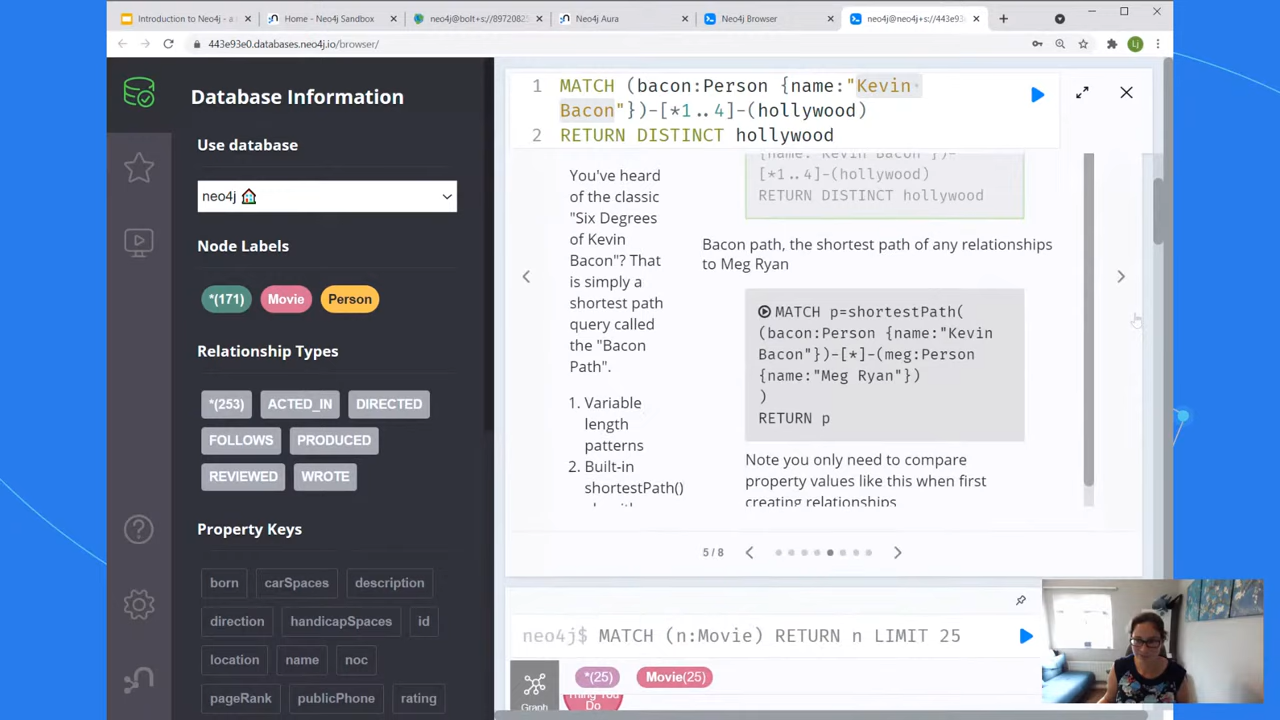 Introduction to Neo4j - a
Home - Neo4j Sandbox
neo4j@bolt+s://8972082
Neo4j Aura
Neo4j Browser
neo4j@neo4j+s://443e93
443e93e0.databases.neo4j.io/browser/
Lj
Database Information
Use database
neo4j
Node Labels
*(171)
Movie
Person
Relationship Types
*(253)
ACTED_IN
DIRECTED
FOLLOWS
PRODUCED
REVIEWED
WROTE
Property Keys
born
carSpaces
description
direction
handicapSpaces
id
location
name
noc
pageRank
publicPhone
rating
1 MATCH (bacon:Person {name:"Kevin
Bacon"})-[*1..4]-(hollywood)
2 RETURN DISTINCT hollywood
You've heard
of the classic
"Six Degrees
of Kevin
Bacon"? That
is simply a
shortest path
query called
the "Bacon
Path".
1. Variable
length
patterns
2. Built-in
shortestPath()
{name:"Kevin Bacon"})-
[*1..4]-(hollywood)
RETURN DISTINCT hollywood
Bacon path, the shortest path of any relationships
to Meg Ryan
MATCH p=shortestPath(
(bacon:Person {name:"Kevin
Bacon"})-[*]-(meg:Person
{name:"Meg Ryan"})
)
RETURN p
Note you only need to compare
property values like this when first
creating relationships
5 / 8
neo4j$ MATCH (n:Movie) RETURN n LIMIT 25
*(25)
Movie(25)
Graph
Thing You
Do